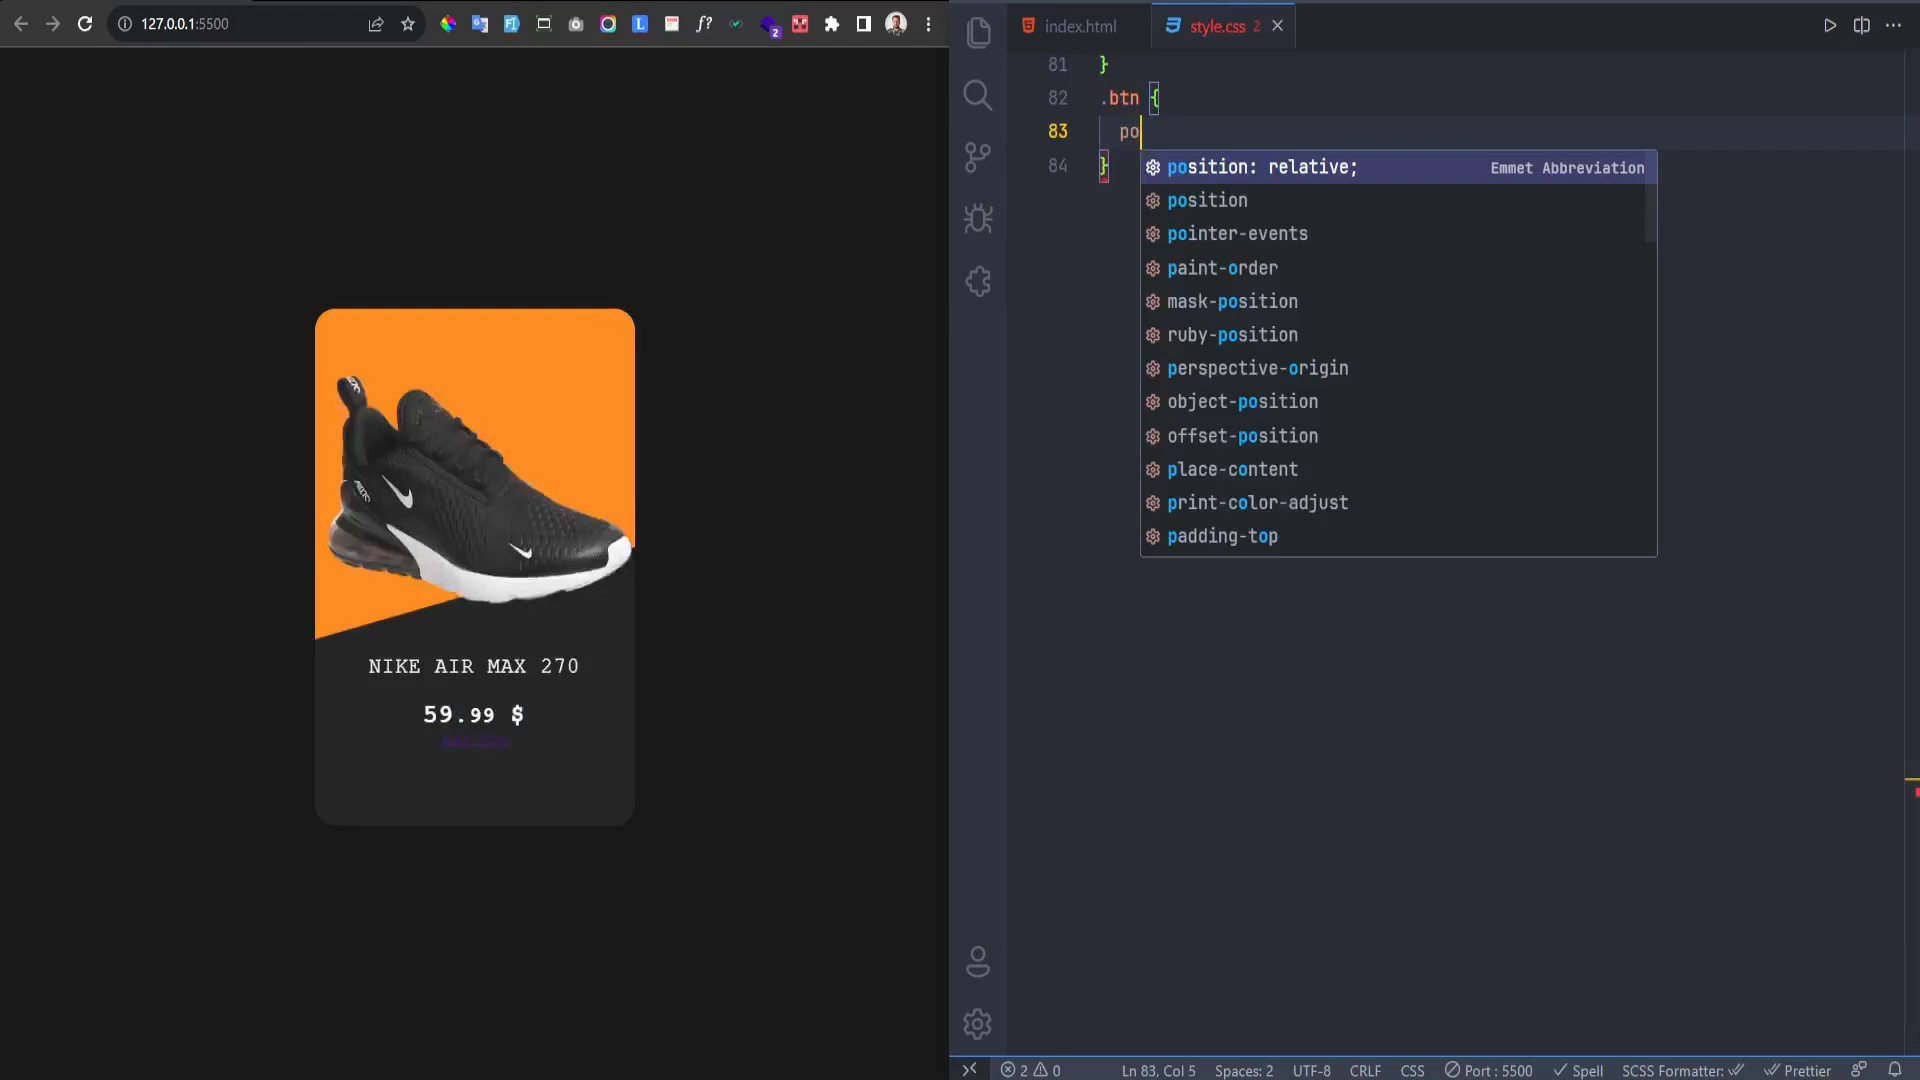 127.0.0.1:5500
L
f?
2
NIKE AIR MAX 270
59.99 $
index.html
style.css 2
81 }
82 .btn {
83 po
84 }
position: relative; Emmet Abbreviation
position
pointer-events
paint-order
mask-position
ruby-position
perspective-origin
object-position
offset-position
place-content
print-color-adjust
padding-top
2 0 Ln 83, Col 5 Spaces: 2 UTF-8 CRLF CSS Port : 5500 Spell SCSS Formatter: Prettier